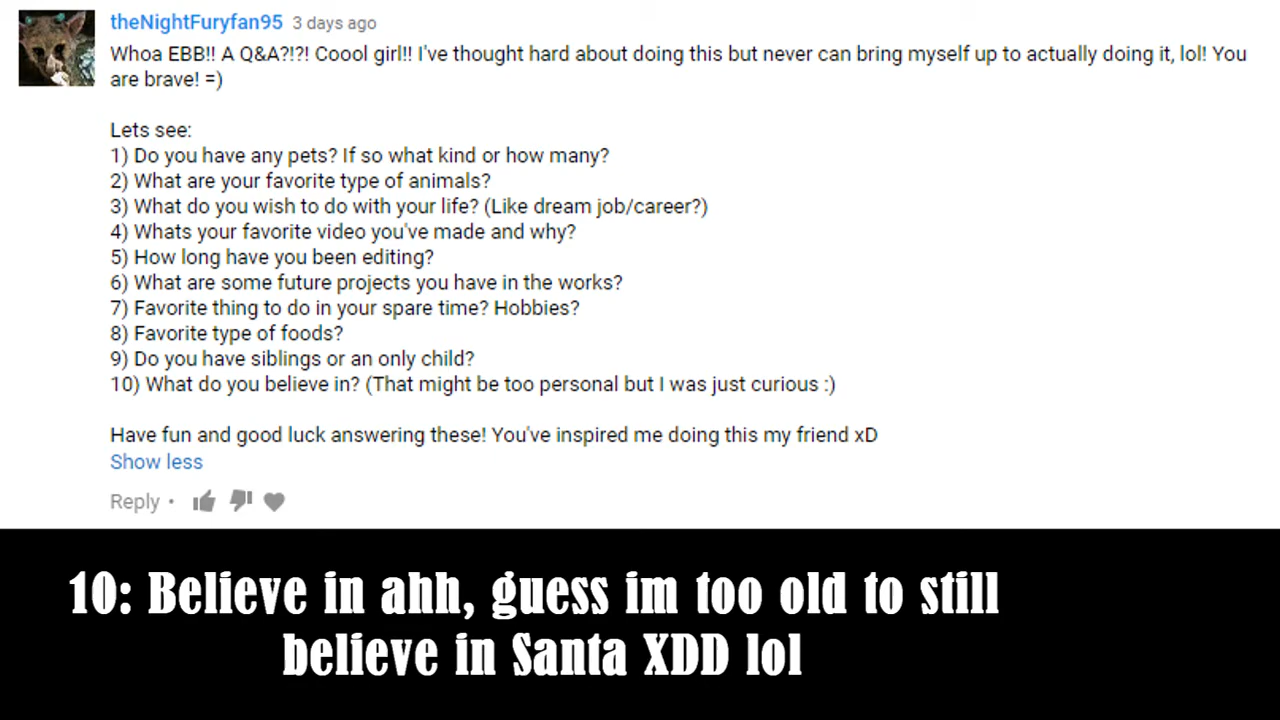 theNightFuryfan95 3 days ago
Whoa EBB!! A Q&A?!?! Coool girl!! I've thought hard about doing this but never can bring myself up to actually doing it, lol! You
are brave! =)
Lets see:
1) Do you have any pets? If so what kind or how many?
2) What are your favorite type of animals?
3) What do you wish to do with your life? (Like dream job/career?)
4) Whats your favorite video you've made and why?
5) How long have you been editing?
6) What are some future projects you have in the works?
7) Favorite thing to do in your spare time? Hobbies?
8) Favorite type of foods?
9) Do you have siblings or an only child?
10) What do you believe in? (That might be too personal but I was just curious :)
Have fun and good luck answering these! You've inspired me doing this my friend xD
Show less
Reply •
10: Believe in ahh, guess im too old to still
believe in Santa XDD lol